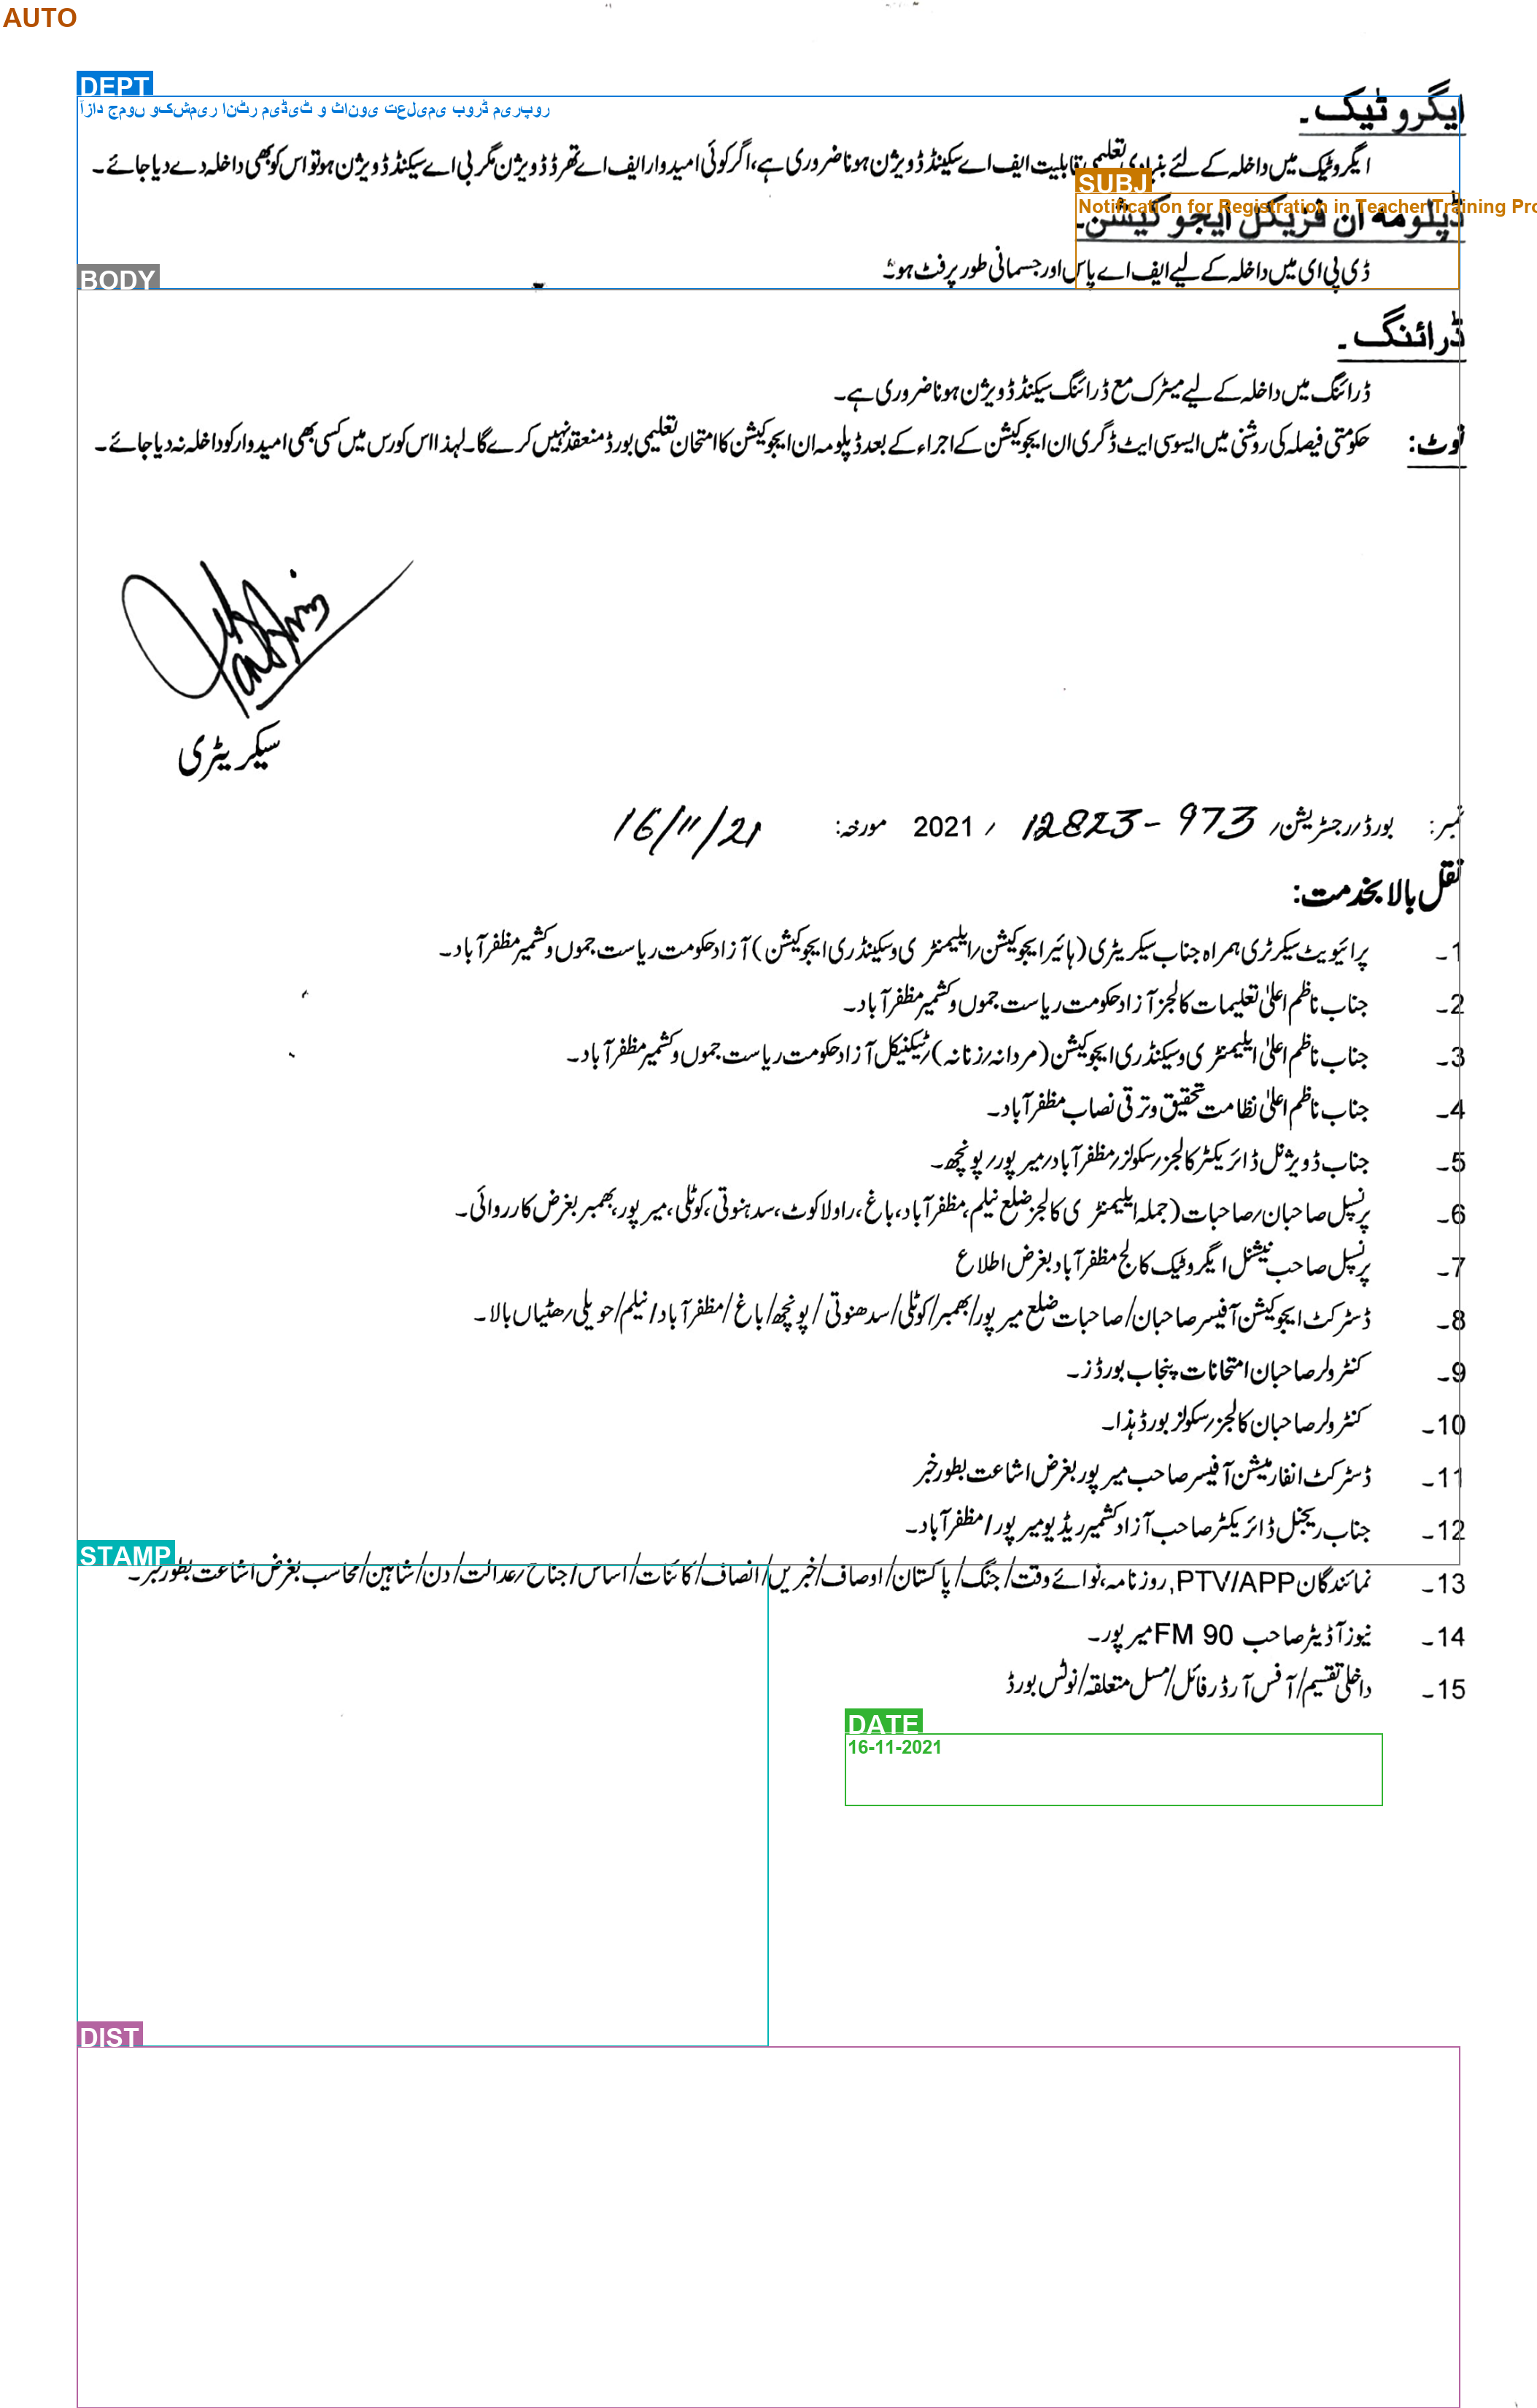 AUTO
DEPT
آزاد جموں وکشمیر انٹر میڈیٹ و ثانوی تعلیمی بورڈ میرپور
ایگرو ٹیک۔
ایگروٹیک میں داخلہ کے لئے بنیادی تعلیمی قابلیت ایف اے سیکنڈ ڈویژن ہونا ضروری ہے، اگر کوئی امیدوار ایف اے تھرڈ ڈویژن مگر بی اے سیکنڈ ڈویژن ہو تو اس کو بھی داخلہ دے دیا جائے۔
SUBJ
Notification for Registration in Teacher Training Pro
ڈپلومہ ان فزیکل ایجوکیشن۔
ڈی پی ای میں داخلہ کے لیے ایف اے پاس اور جسمانی طور پر فٹ ہو۔
BODY
ڈرائنگ۔
ڈرائنگ میں داخلہ کے لیے میٹرک مع ڈرائنگ سیکنڈ ڈویژن ہونا ضروری ہے۔
نوٹ: حکومتی فیصلہ کی روشنی میں ایسوسی ایٹ ڈگری ان ایجوکیشن کے اجراء کے بعد ڈپلومہ ان ایجوکیشن کا امتحان تعلیمی بورڈ منعقد نہیں کرے گا۔ لہذا اس کورس میں کسی بھی امیدوار کو داخلہ نہ دیا جائے۔
سیکریٹری
نمبر: بورڈ/رجسٹریشن/ 12823-973 / 2021 مورخہ: 16/11/21
نقل بالا بخدمت:
1۔ پرائیویٹ سیکرٹری ہمراہ جناب سیکریٹری (ہائیر ایجوکیشن/ایلیمنٹری و سکینڈری ایجوکیشن) آزاد حکومت ریاست جموں و کشمیر مظفرآباد۔
2۔ جناب ناظم اعلیٰ تعلیمات کالجز آزاد حکومت ریاست جموں و کشمیر مظفرآباد۔
3۔ جناب ناظم اعلیٰ ایلیمنٹری و سیکنڈری ایجوکیشن (مردانہ/زنانہ)/ٹیکنیکل آزاد حکومت ریاست جموں و کشمیر مظفرآباد۔
4۔ جناب ناظم اعلیٰ نظامت تحقیق و ترقی نصاب مظفرآباد۔
5۔ جناب ڈویژنل ڈائریکٹر کالجز/سکولز/مظفرآباد/میرپور/پونچھ۔
6۔ پرنسپل صاحبان/صاحبات (جملہ ایلیمنٹری کالجز ضلع نیلم، مظفرآباد، باغ، راولاکوٹ، سدہنوتی، کوٹلی، میرپور، بھمبر بغرض کارروائی۔
7۔ پرنسپل صاحب نیشنل ایگروٹیک کالج مظفرآباد بغرض اطلاع
8۔ ڈسٹرکٹ ایجوکیشن آفیسر صاحبان/صاحبات ضلع میرپور/بھمبر/کوٹلی/سدھنوتی/پونچھ/باغ/مظفرآباد/نیلم/حویلی/ھٹیاں بالا۔
9۔ کنٹرولر صاحبان امتحانات پنجاب بورڈز۔
10۔ کنٹرولر صاحبان کالجز/سکولز بورڈ ہذا۔
11۔ ڈسٹرکٹ انفارمیشن آفیسر صاحب میرپور بغرض اشاعت بطور خبر
12۔ جناب ریجنل ڈائریکٹر صاحب آزاد کشمیر ریڈیو میرپور/مظفرآباد۔
STAMP
13۔ نمائندگان PTV/APP, روزنامہ، نوائے وقت/جنگ/پاکستان/اوصاف/خبریں/انصاف/کائنات/اساس/جناح/عدالت/دن/شاہین/محاسب بغرض اشاعت بطور خبر۔
14۔ نیوز آڈیٹر صاحب FM 90 میرپور۔
15۔ داخلی تقسیم/آفس آرڈر فائل/مسل متعلقہ/نوٹس بورڈ
DATE
16-11-2021
DIST